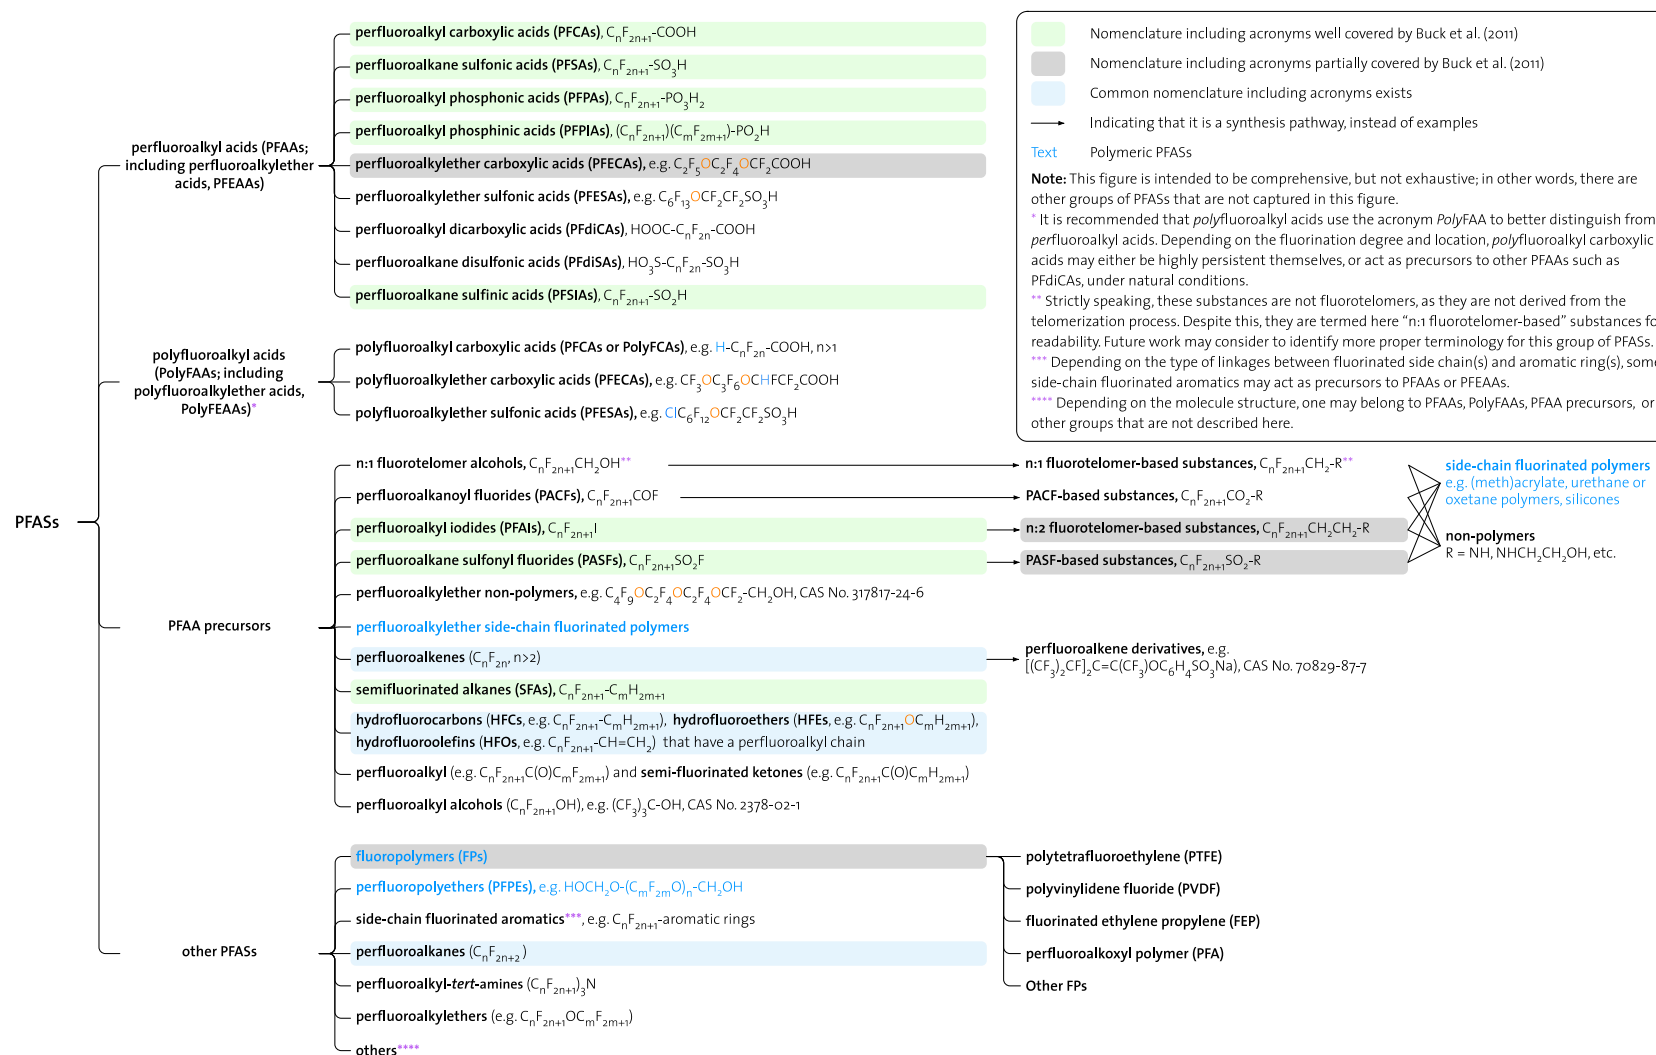 PFASs
perfluoroalkyl acids (PFAAs;
including perfluoroalkylether
acids, PFEAAs)
perfluoroalkyl carboxylic acids (PFCAs), CnF2n+1-COOH
perfluoroalkane sulfonic acids (PFSAs), CnF2n+1-SO3H
perfluoroalkyl phosphonic acids (PFPAs), CnF2n+1-PO3H2
perfluoroalkyl phosphinic acids (PFPIAs), (CnF2n+1)(CmF2m+1)-PO2H
perfluoroalkylether carboxylic acids (PFECAs), e.g. C2F5OC2F4OCF2COOH
perfluoroalkylether sulfonic acids (PFESAs), e.g. C6F13OCF2CF2SO3H
perfluoroalkyl dicarboxylic acids (PFdiCAs), HOOC-CnF2n-COOH
perfluoroalkane disulfonic acids (PFdiSAs), HO3S-CnF2n-SO3H
perfluoroalkane sulfinic acids (PFSIAs), CnF2n+1-SO2H
polyfluoroalkyl acids
(PolyFAAs; including
polyfluoroalkylether acids,
PolyFEAAs)*
polyfluoroalkyl carboxylic acids (PFCAs or PolyFCAs), e.g. H-CnF2n-COOH, n>1
polyfluoroalkylether carboxylic acids (PFECAs), e.g. CF3OC3F6OCHFCF2COOH
polyfluoroalkylether sulfonic acids (PFESAs), e.g. ClC6F12OCF2CF2SO3H
PFAA precursors
n:1 fluorotelomer alcohols, CnF2n+1CH2OH**
n:1 fluorotelomer-based substances, CnF2n+1CH2-R**
perfluoroalkanoyl fluorides (PACFs), CnF2n+1COF
PACF-based substances, CnF2n+1CO2-R
perfluoroalkyl iodides (PFAIs), CnF2n+1I
n:2 fluorotelomer-based substances, CnF2n+1CH2CH2-R
perfluoroalkane sulfonyl fluorides (PASFs), CnF2n+1SO2F
PASF-based substances, CnF2n+1SO2-R
side-chain fluorinated polymers
e.g. (meth)acrylate, urethane or
oxetane polymers, silicones
non-polymers
R = NH, NHCH2CH2OH, etc.
perfluoroalkylether non-polymers, e.g. C4F9OC2F4OC2F4OCF2-CH2OH, CAS No. 317817-24-6
perfluoroalkylether side-chain fluorinated polymers
perfluoroalkenes (CnF2n, n>2)
perfluoroalkene derivatives, e.g.
[(CF3)2CF]2C=C(CF3)OC6H4SO3Na), CAS No. 70829-87-7
semifluorinated alkanes (SFAs), CnF2n+1-CmH2m+1
hydrofluorocarbons (HFCs, e.g. CnF2n+1-CmH2m+1), hydrofluoroethers (HFEs, e.g. CnF2n+1OCmH2m+1),
hydrofluoroolefins (HFOs, e.g. CnF2n+1-CH=CH2) that have a perfluoroalkyl chain
perfluoroalkyl (e.g. CnF2n+1C(O)CmF2m+1) and semi-fluorinated ketones (e.g. CnF2n+1C(O)CmH2m+1)
perfluoroalkyl alcohols (CnF2n+1OH), e.g. (CF3)3C-OH, CAS No. 2378-02-1
other PFASs
fluoropolymers (FPs)
perfluoropolyethers (PFPEs), e.g. HOCH2O-(CmF2mO)n-CH2OH
side-chain fluorinated aromatics***, e.g. CnF2n+1-aromatic rings
perfluoroalkanes (CnF2n+2)
perfluoroalkyl-tert-amines (CnF2n+1)3N
perfluoroalkylethers (e.g. CnF2n+1OCmF2m+1)
others****
polytetrafluoroethylene (PTFE)
polyvinylidene fluoride (PVDF)
fluorinated ethylene propylene (FEP)
perfluoroalkoxyl polymer (PFA)
Other FPs
Nomenclature including acronyms well covered by Buck et al. (2011)
Nomenclature including acronyms partially covered by Buck et al. (2011)
Common nomenclature including acronyms exists
Indicating that it is a synthesis pathway, instead of examples
Text Polymeric PFASs
Note: This figure is intended to be comprehensive, but not exhaustive; in other words, there are
other groups of PFASs that are not captured in this figure.
* It is recommended that polyfluoroalkyl acids use the acronym PolyFAA to better distinguish from
perfluoroalkyl acids. Depending on the fluorination degree and location, polyfluoroalkyl carboxylic
acids may either be highly persistent themselves, or act as precursors to other PFAAs such as
PFdiCAs, under natural conditions.
** Strictly speaking, these substances are not fluorotelomers, as they are not derived from the
telomerization process. Despite this, they are termed here “n:1 fluorotelomer-based” substances fo
readability. Future work may consider to identify more proper terminology for this group of PFASs.
*** Depending on the type of linkages between fluorinated side chain(s) and aromatic ring(s), some
side-chain fluorinated aromatics may act as precursors to PFAAs or PFEAAs.
**** Depending on the molecule structure, one may belong to PFAAs, PolyFAAs, PFAA precursors, or
other groups that are not described here.